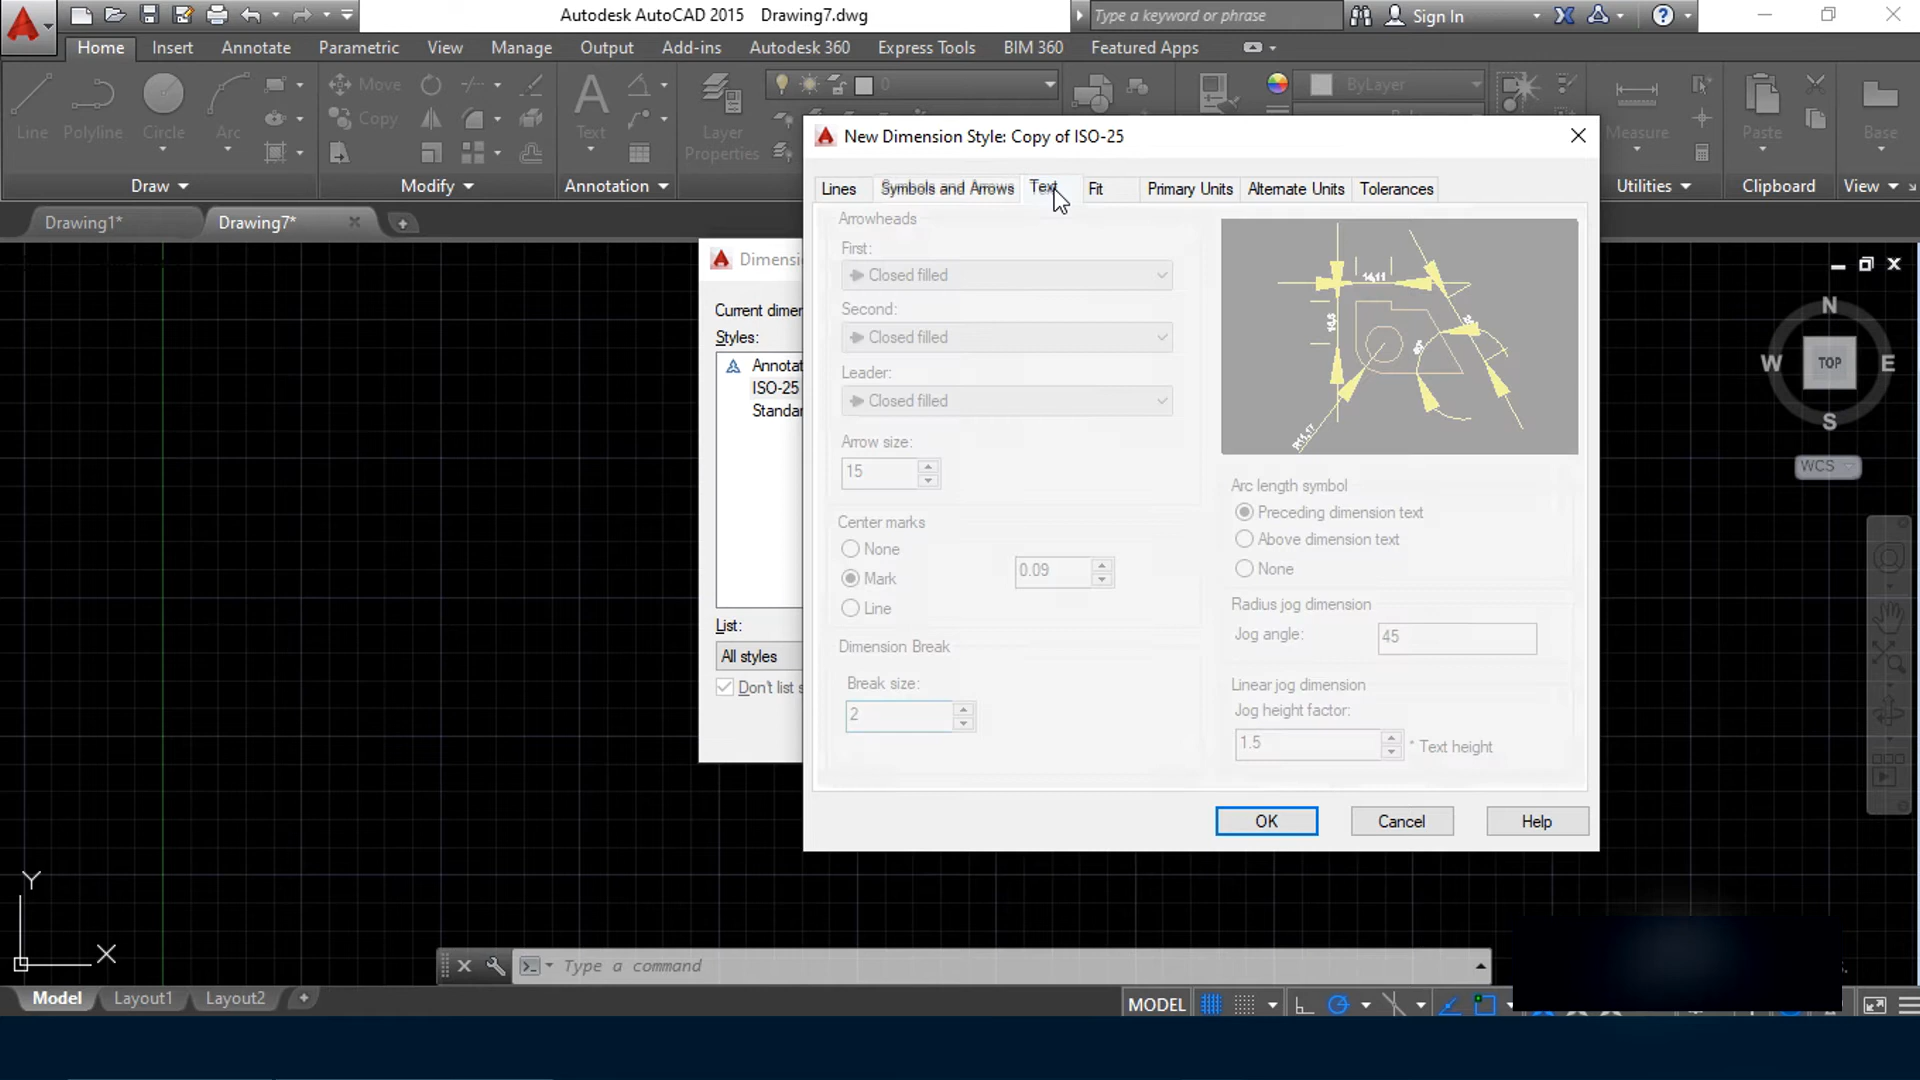 Autodesk AutoCAD 2015 Drawing7.dwg
Type a keyword or phrase
Sign In
Home Insert Annotate Parametric View Manage Output Add-ins Autodesk 360 Express Tools BIM 360 Featured Apps
Line Polyline Circle Arc
Move
Copy
Text
Layer
Properties
0
ByLayer
Measure
Paste
Base
Draw
Modify
Annotation
Utilities
Clipboard
View
Drawing1*
Drawing7*
New Dimension Style: Copy of ISO-25
Lines Symbols and Arrows Text Fit Primary Units Alternate Units Tolerances
Arrowheads
First:
Closed filled
Second:
Closed filled
Leader:
Closed filled
Arrow size:
15
Center marks
None
Mark
Line
0.09
Dimension Break
Break size:
2
14,11
R11,17
Arc length symbol
Preceding dimension text
Above dimension text
None
Radius jog dimension
Jog angle:
45
Linear jog dimension
Jog height factor:
1.5
* Text height
OK
Cancel
Help
Dimensi
Current dimer
Styles:
Annotat
ISO-25
Standar
List:
All styles
Don't list s
N
W TOP E
S
WCS
Y
X
Type a command
Model Layout1 Layout2
MODEL